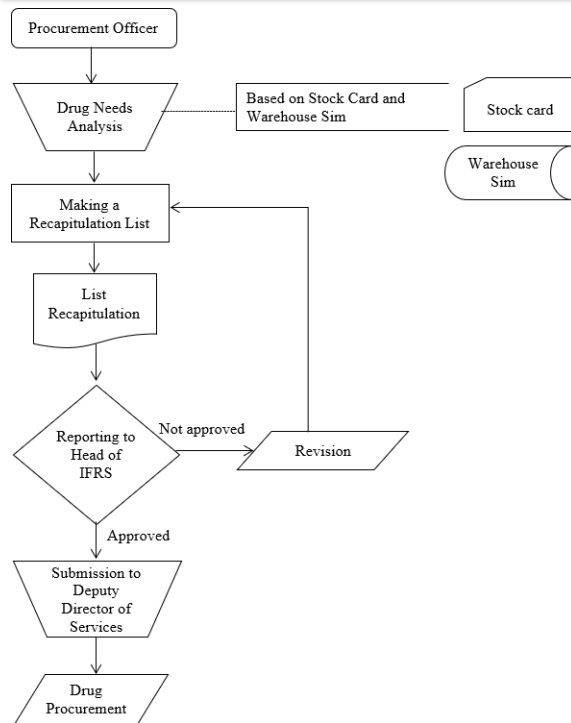 Procurement Officer
Drug Needs
Analysis
Based on Stock Card and
Warehouse Sim
Stock card
Warehouse
Sim
Making a
Recapitulation List
List
Recapitulation
Reporting to
Head of
IFRS
Not approved
Revision
Approved
Submission to
Deputy
Director of
Services
Drug
Procurement